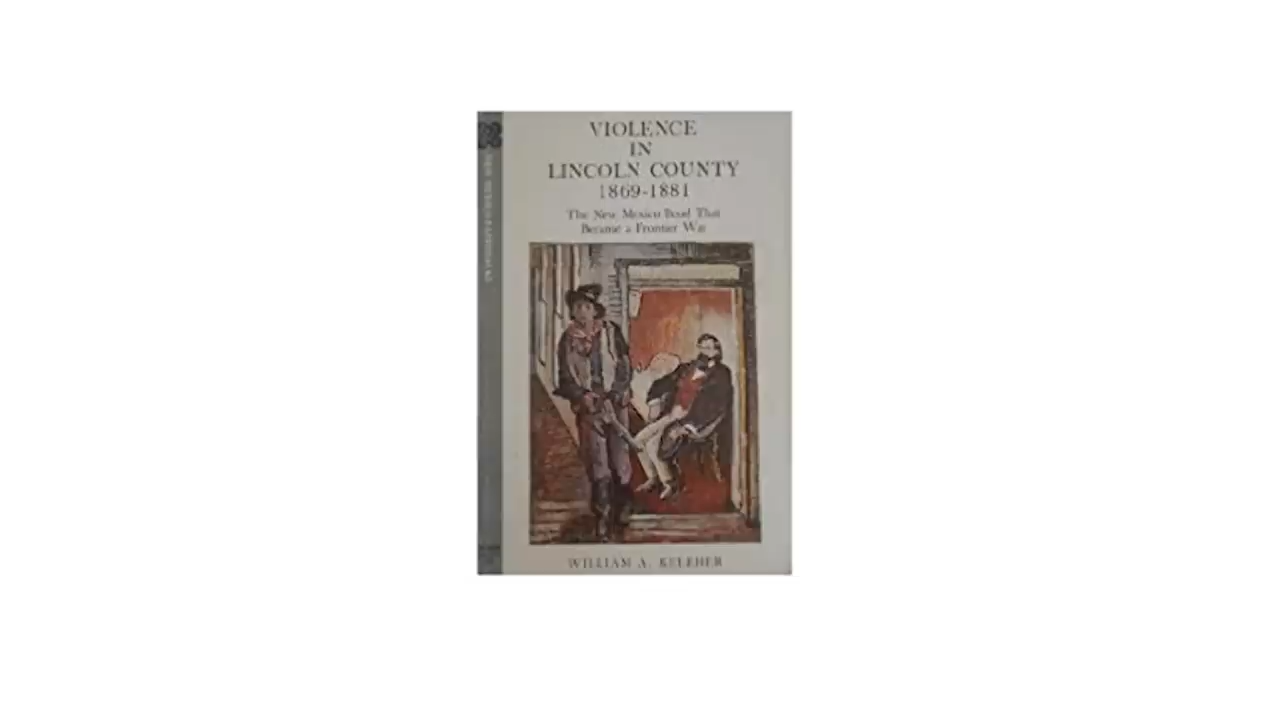 VIOLENCE
IN
LINCOLN COUNTY
1869-1881
The New Mexico Feud That
Became a Frontier War
WILLIAM A. KELEHER